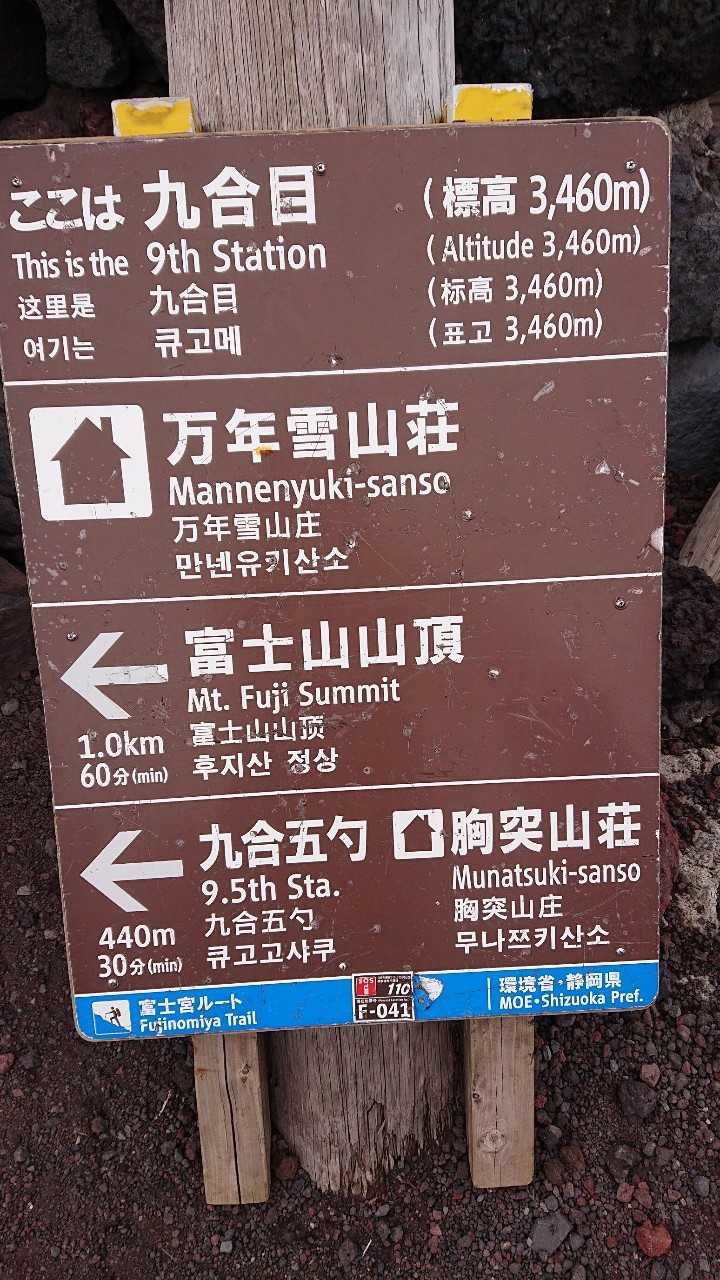 ここは 九合目 (標高 3,460m)
This is the 9th Station (Altitude 3,460m)
这里是 九合目 (标高 3,460m)
여기는 큐고메 (표고 3,460m)
万年雪山荘
Mannenyuki-sanso
万年雪山庄
만넨유키산소
富士山山頂
Mt. Fuji Summit
富士山山顶
후지산 정상
1.0km
60分(min)
九合五勺 胸突山荘
9.5th Sta. Munatsuki-sanso
九合五勺 胸突山庄
큐고고샤쿠 무나쯔키산소
440m
30分(min)
富士宮ルート
Fujinomiya Trail
SOS
110
F-041
環境省・静岡県
MOE・Shizuoka Pref.